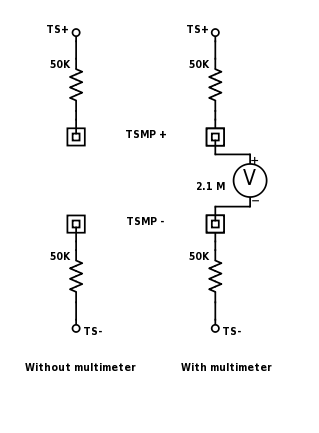 TS+ TS+
50K 50K
TSMP +
+
V
2.1 M
−
TSMP -
50K 50K
TS- TS-
Without multimeter With multimeter